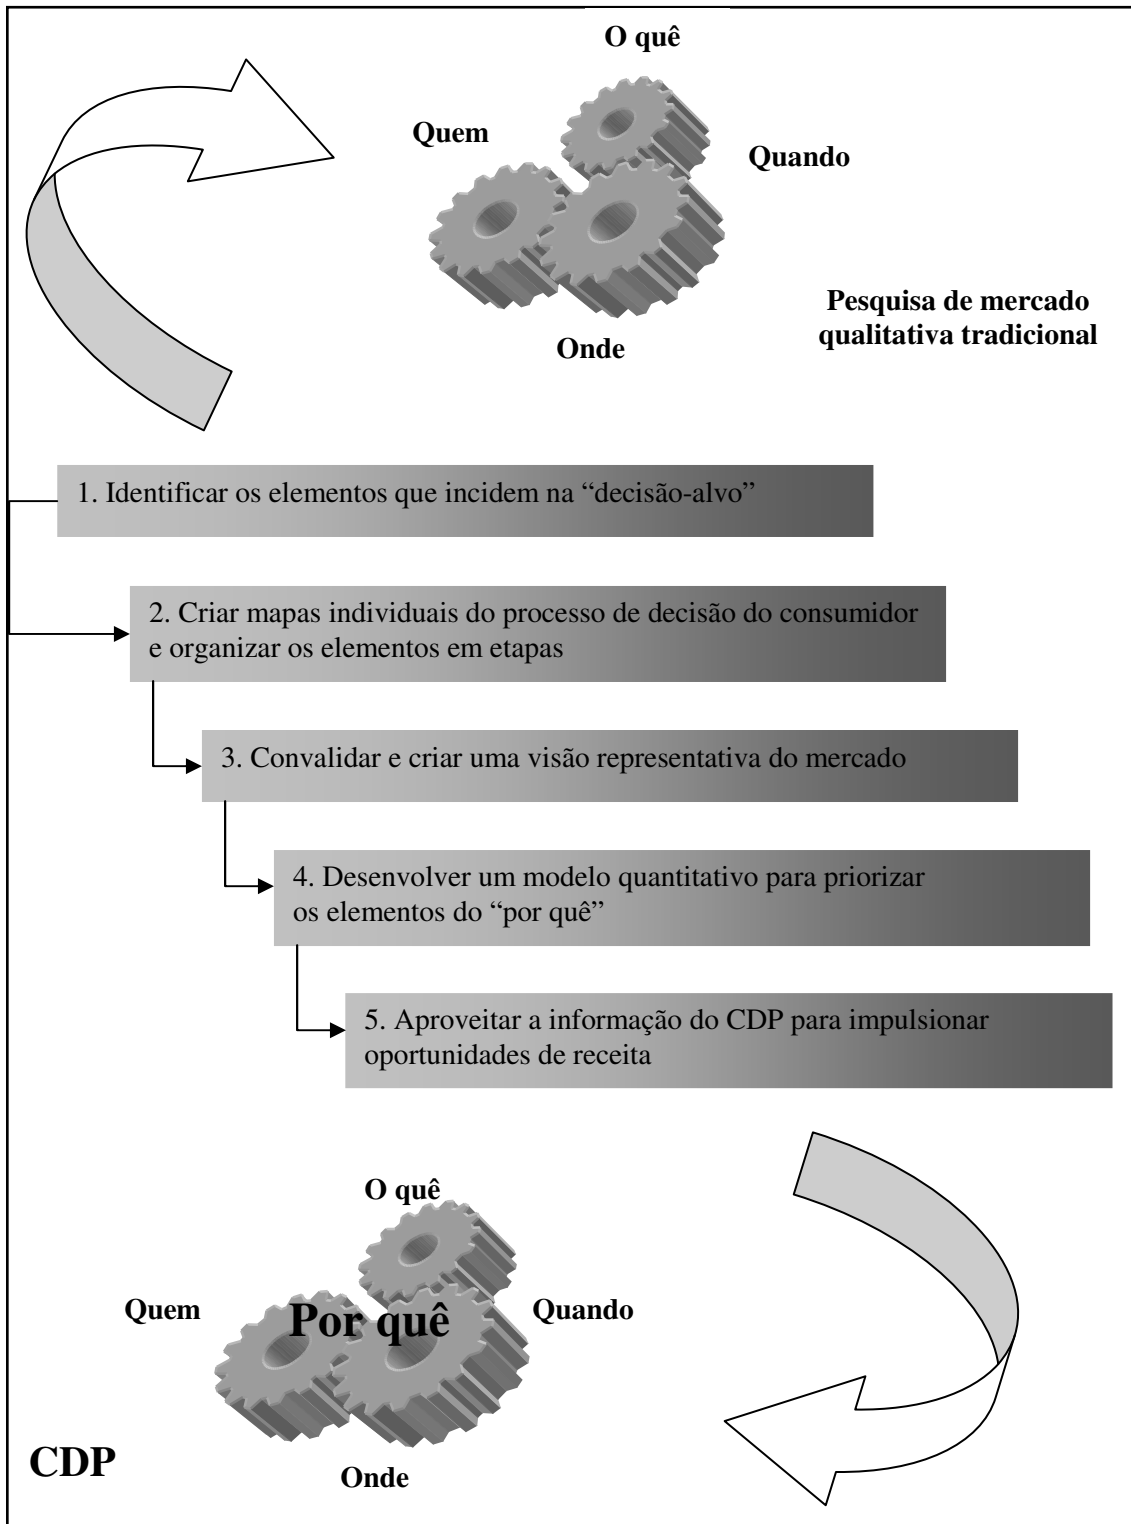 O quê
Quem
Quando
Pesquisa de mercado
qualitativa tradicional
Onde
1. Identificar os elementos que incidem na “decisão-alvo”
2. Criar mapas individuais do processo de decisão do consumidor
e organizar os elementos em etapas
3. Convalidar e criar uma visão representativa do mercado
4. Desenvolver um modelo quantitativo para priorizar
os elementos do “por quê”
5. Aproveitar a informação do CDP para impulsionar
oportunidades de receita
O quê
Quem
Por quê
Quando
CDP
Onde